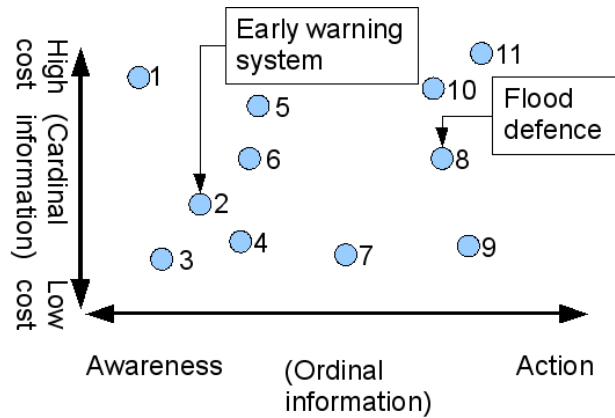 Early warning
system
Flood
defence
1
2
3
4
5
6
7
8
9
10
11
High (Cardinal Low
cost information) cost
Awareness (Ordinal Action
information)